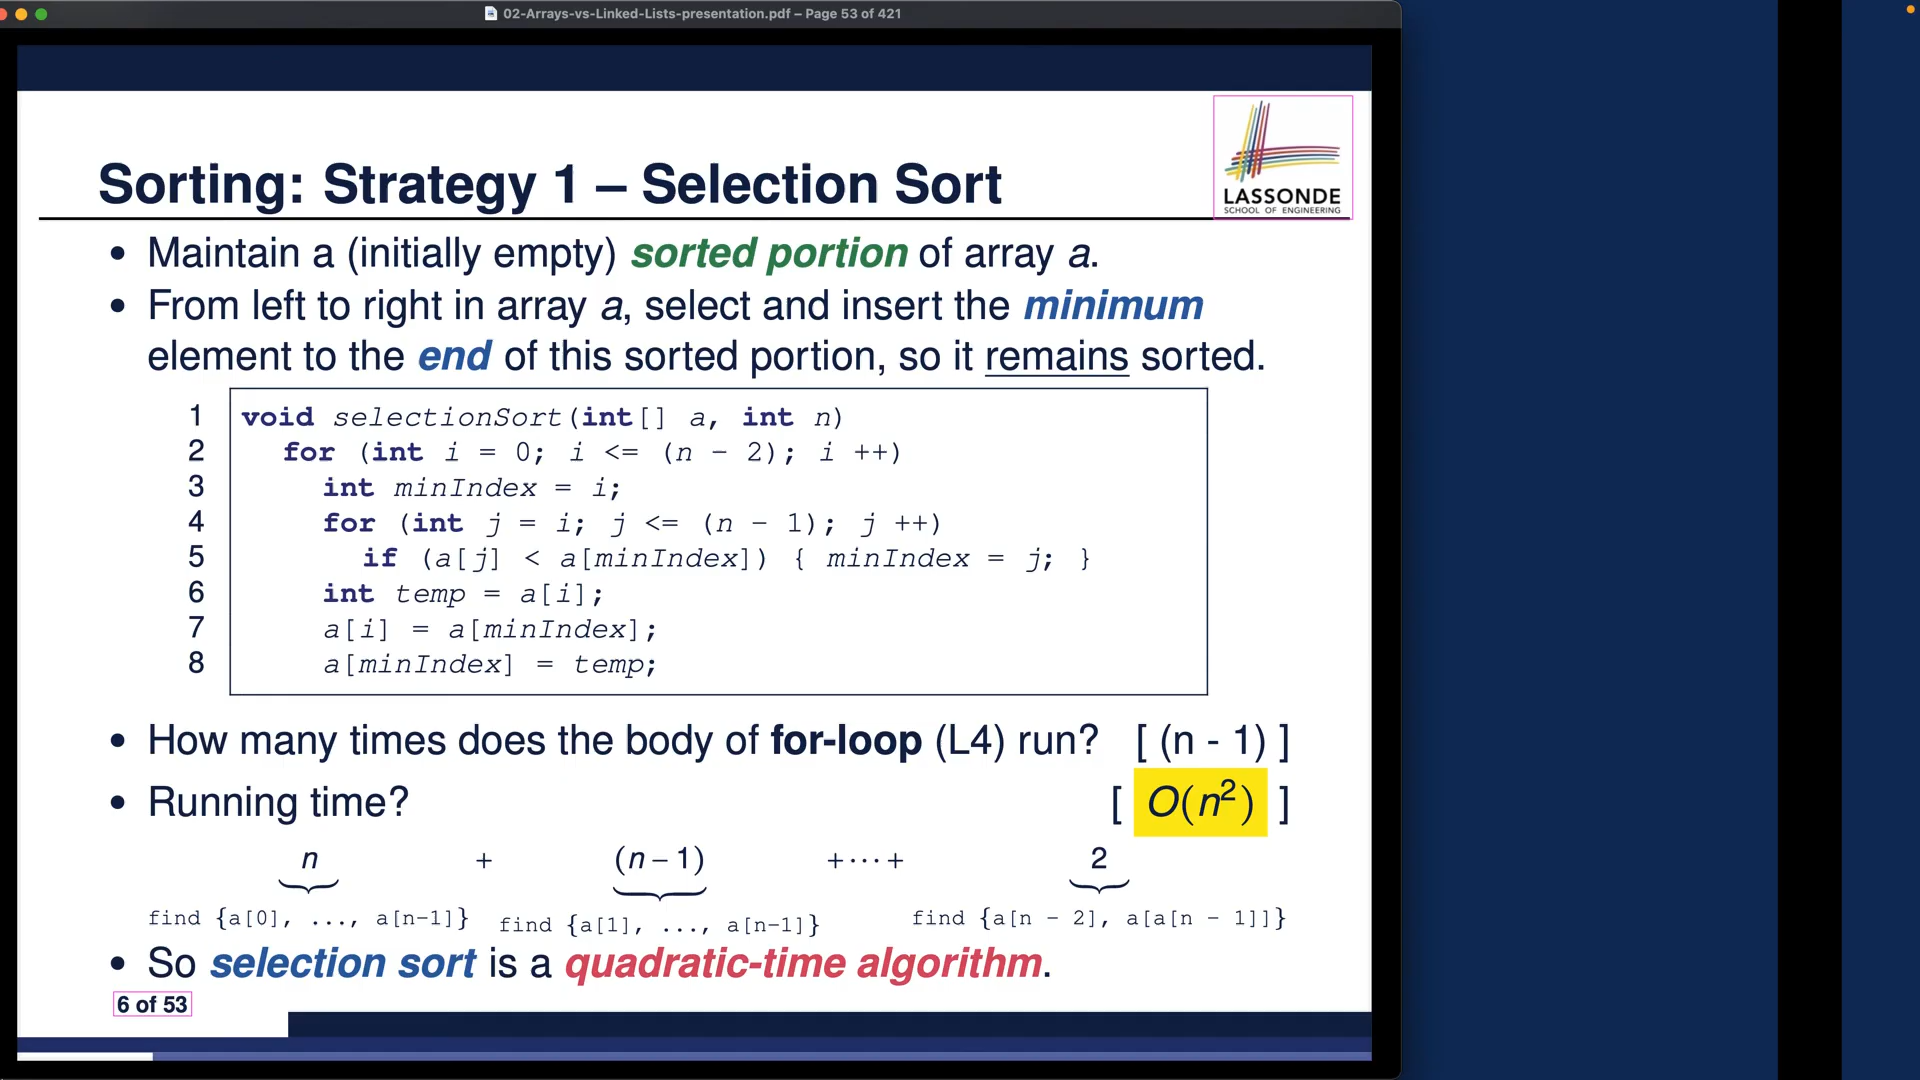 02-Arrays-vs-Linked-Lists-presentation.pdf – Page 53 of 421
LASSONDE
SCHOOL OF ENGINEERING
Sorting: Strategy 1 – Selection Sort
• Maintain a (initially empty) sorted portion of array a.
• From left to right in array a, select and insert the minimum
element to the end of this sorted portion, so it remains sorted.
1 void selectionSort(int[] a, int n)
2 for (int i = 0; i <= (n - 2); i ++)
3 int minIndex = i;
4 for (int j = i; j <= (n - 1); j ++)
5 if (a[j] < a[minIndex]) { minIndex = j; }
6 int temp = a[i];
7 a[i] = a[minIndex];
8 a[minIndex] = temp;
• How many times does the body of for-loop (L4) run? [ (n - 1) ]
• Running time? [ O(n²) ]
n + (n – 1) + ⋯ + 2
find {a[0], ..., a[n-1]} find {a[1], ..., a[n-1]} find {a[n - 2], a[a[n - 1]]}
• So selection sort is a quadratic-time algorithm.
6 of 53